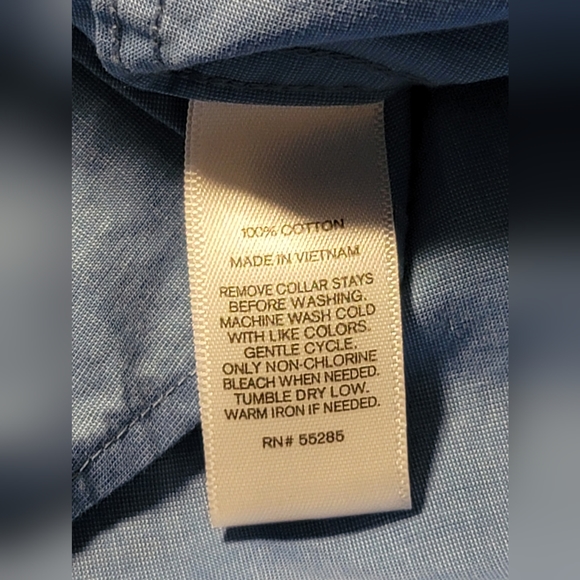 100% COTTON
MADE IN VIETNAM
REMOVE COLLAR STAYS
BEFORE WASHING.
MACHINE WASH COLD
WITH LIKE COLORS.
GENTLE CYCLE.
ONLY NON-CHLORINE
BLEACH WHEN NEEDED.
TUMBLE DRY LOW.
WARM IRON IF NEEDED.
RN# 55285